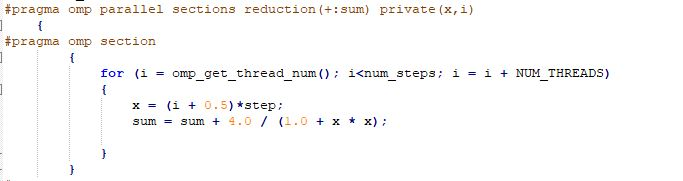 #pragma omp parallel sections reduction(+:sum) private(x,i)
{
#pragma omp section
{
for (i = omp_get_thread_num(); i<num_steps; i = i + NUM_THREADS)
{
x = (i + 0.5)*step;
sum = sum + 4.0 / (1.0 + x * x);
}
}